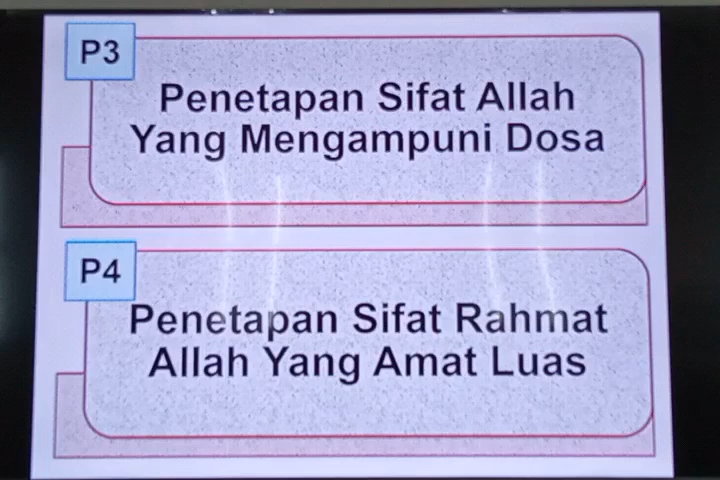 P3
Penetapan Sifat Allah
Yang Mengampuni Dosa
P4
Penetapan Sifat Rahmat
Allah Yang Amat Luas